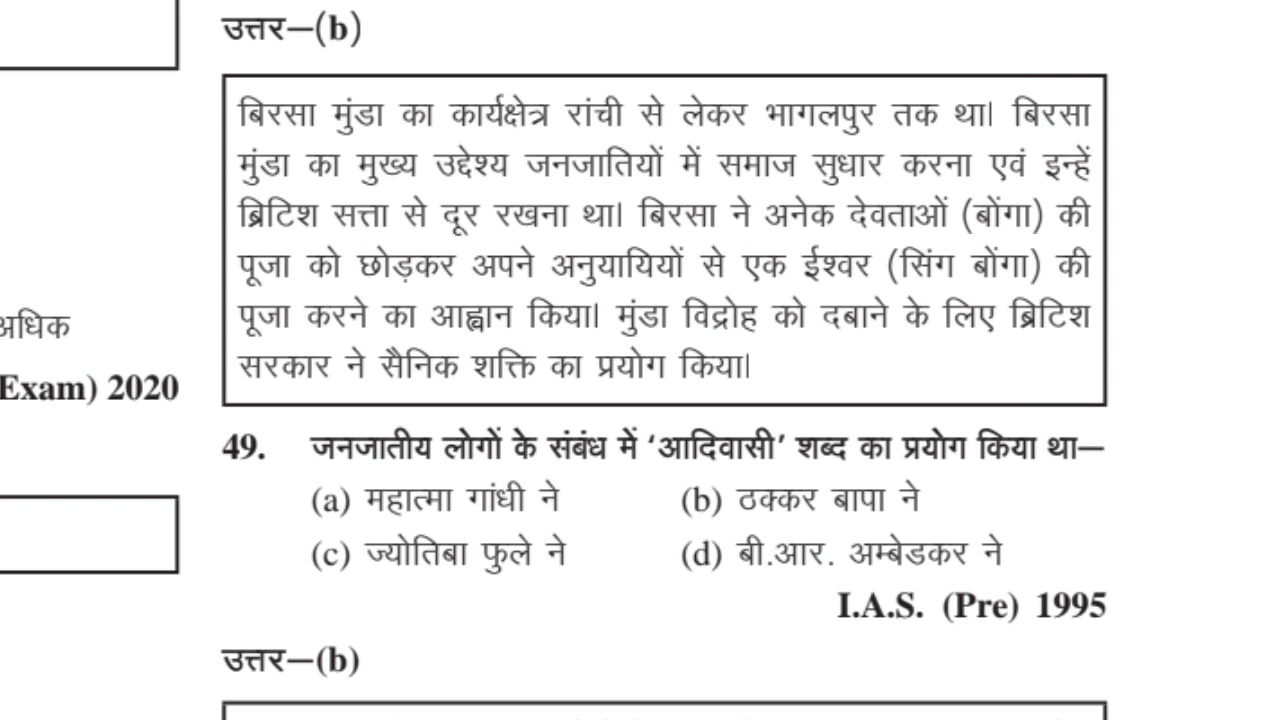 उत्तर–(b)
बिरसा मुंडा का कार्यक्षेत्र रांची से लेकर भागलपुर तक था। बिरसा
मुंडा का मुख्य उद्देश्य जनजातियों में समाज सुधार करना एवं इन्हें
ब्रिटिश सत्ता से दूर रखना था। बिरसा ने अनेक देवताओं (बोंगा) की
पूजा को छोड़कर अपने अनुयायियों से एक ईश्वर (सिंग बोंगा) की
पूजा करने का आह्वान किया। मुंडा विद्रोह को दबाने के लिए ब्रिटिश
सरकार ने सैनिक शक्ति का प्रयोग किया।
अधिक
Exam) 2020
49. जनजातीय लोगों के संबंध में ‘आदिवासी’ शब्द का प्रयोग किया था–
(a) महात्मा गांधी ने (b) ठक्कर बापा ने
(c) ज्योतिबा फुले ने (d) बी.आर. अम्बेडकर ने
I.A.S. (Pre) 1995
उत्तर–(b)